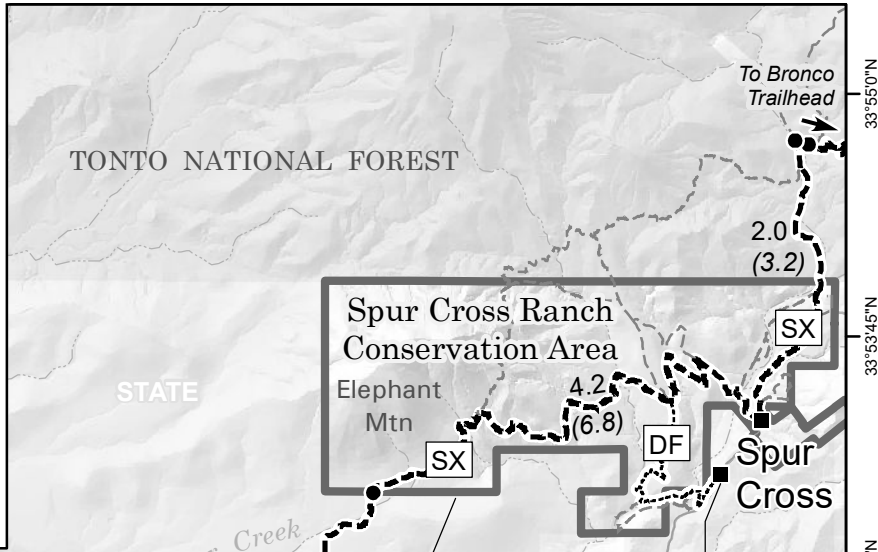 To Bronco
Trailhead
33°55'0"N
TONTO NATIONAL FOREST
2.0
(3.2)
Spur Cross Ranch
Conservation Area
SX
33°53'45"N
STATE
Elephant
Mtn
4.2
(6.8)
SX
DF
Spur
Cross
Creek